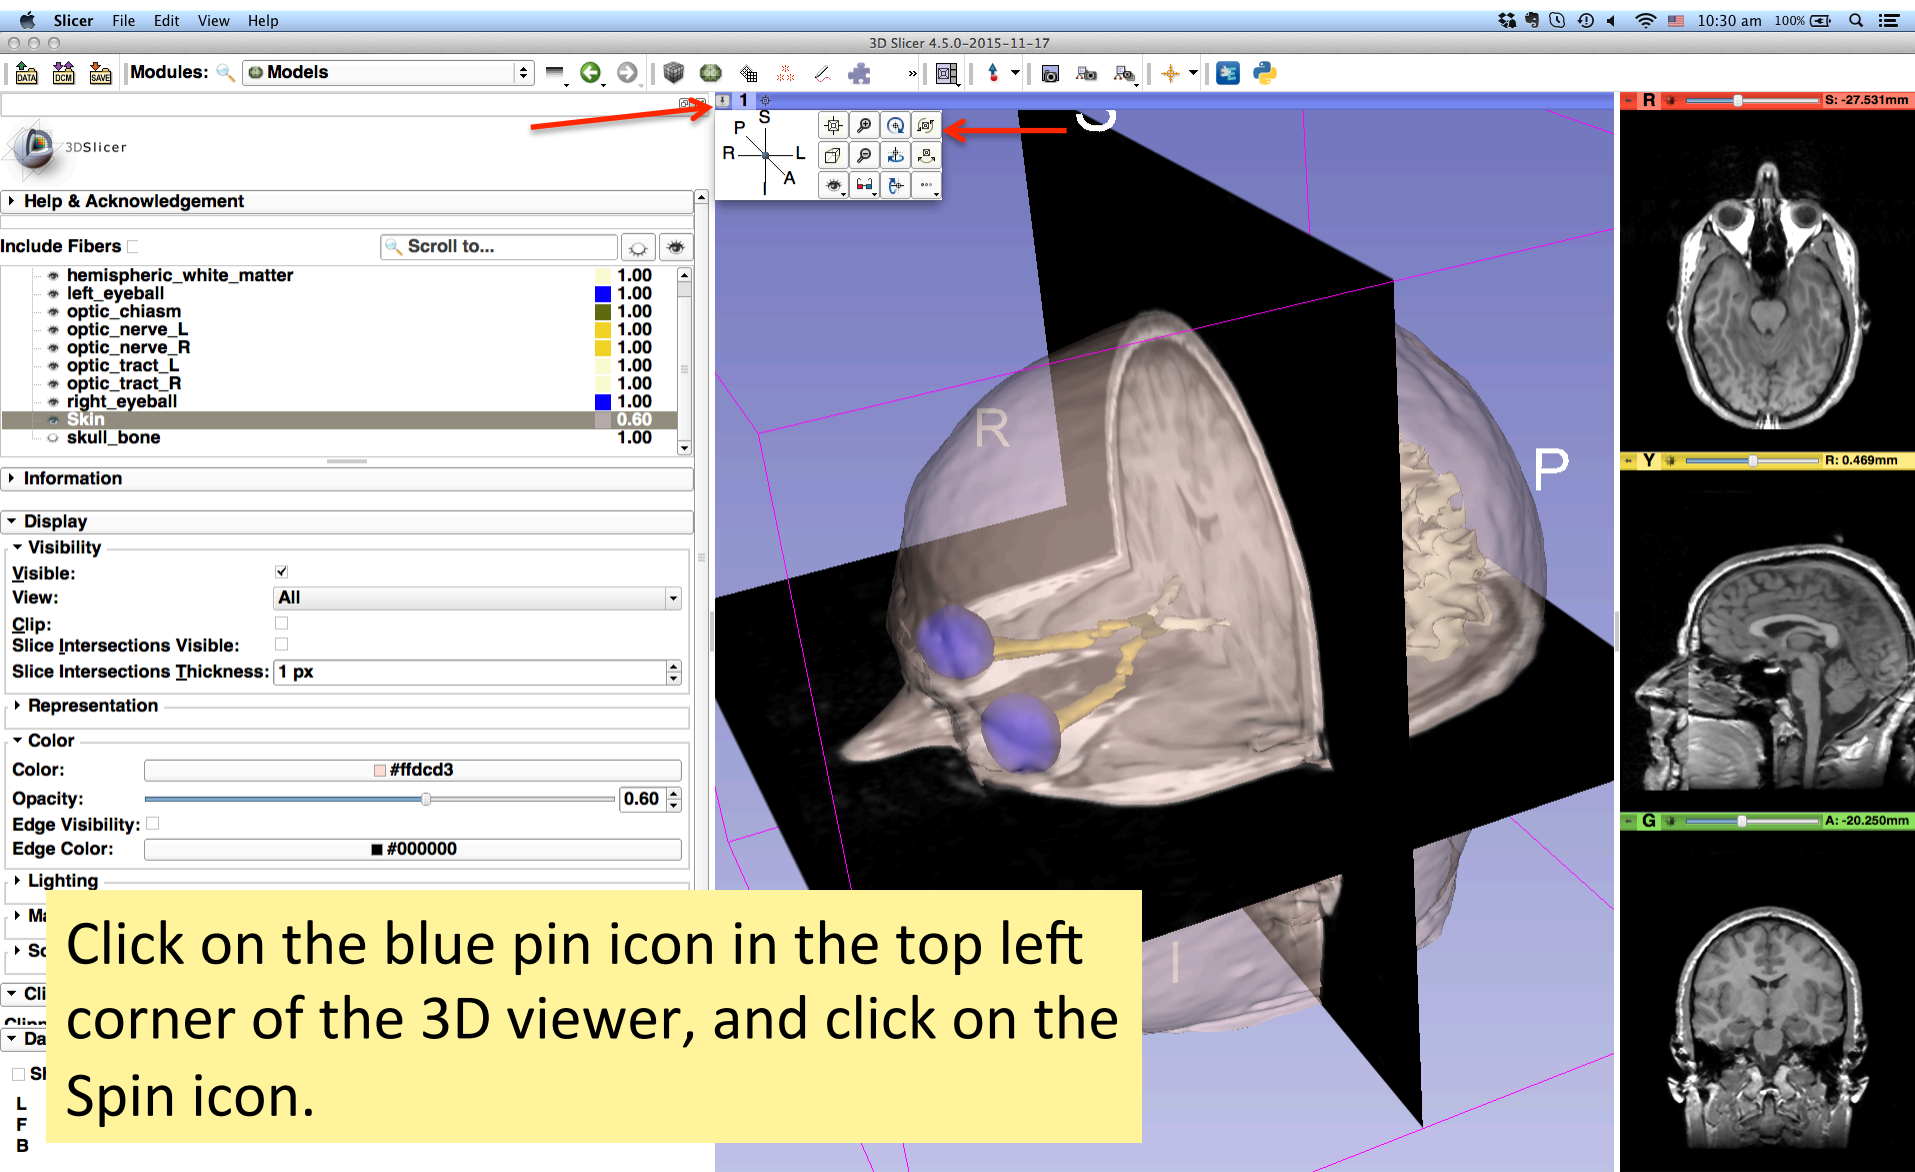 Slicer File Edit View Help
10:30 am 100%
3D Slicer 4.5.0-2015-11-17
DATA DCM SAVE Modules: Models »
1
R S: -27.531mm
S
P
R L
A
I
3DSlicer
Help & Acknowledgement
Include Fibers Scroll to...
hemispheric_white_matter 1.00
left_eyeball 1.00
optic_chiasm 1.00
optic_nerve_L 1.00
optic_nerve_R 1.00
optic_tract_L 1.00
optic_tract_R 1.00
right_eyeball 1.00
Skin 0.60
skull_bone 1.00
Information
Display
Visibility
Visible:
View: All
Clip:
Slice Intersections Visible:
Slice Intersections Thickness: 1 px
Representation
Color
Color: #ffdcd3
Opacity: 0.60
Edge Visibility:
Edge Color: #000000
Lighting
S
R
P
I
Y R: 0.469mm
G A: -20.250mm
Click on the blue pin icon in the top left
corner of the 3D viewer, and click on the
Spin icon.
Cli
Da
L
F
B